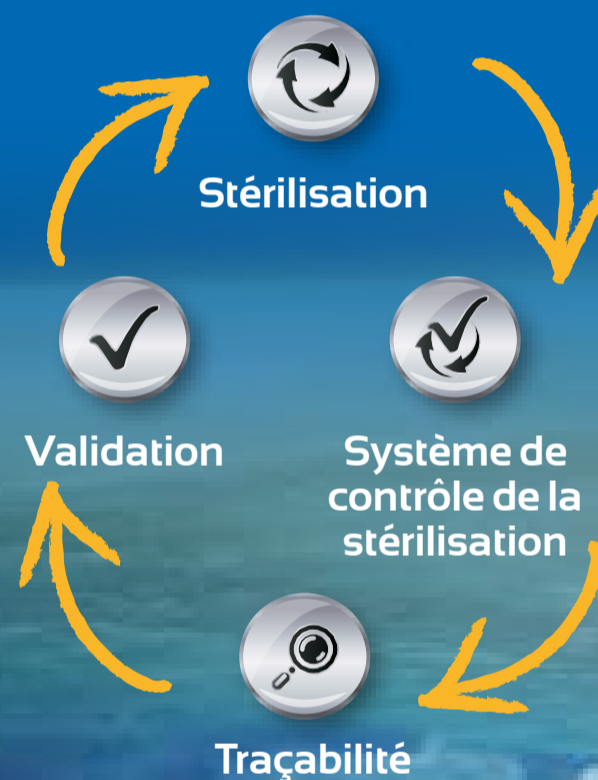 Stérilisation
Validation
Système de
contrôle de la
stérilisation
Traçabilité